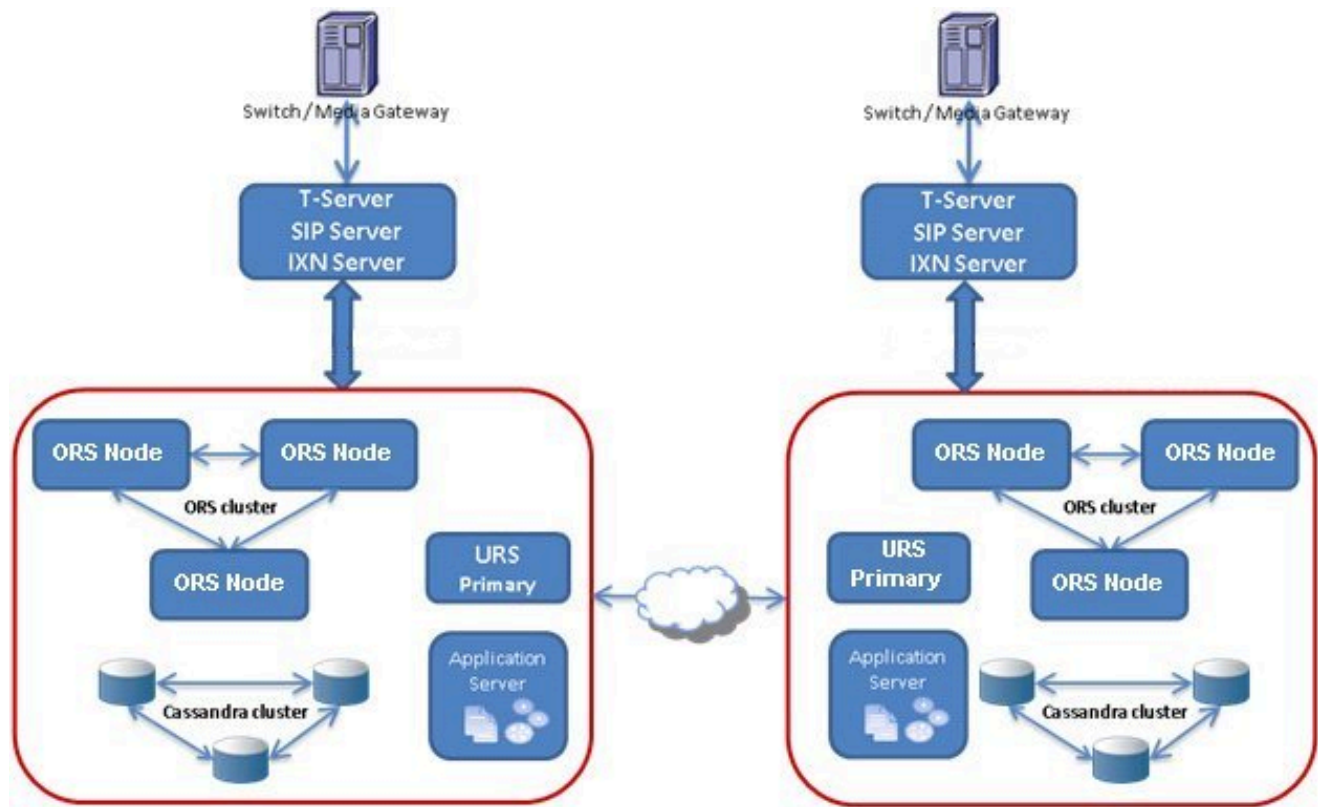 Switch / Media Gateway
Switch / Media Gateway
T-Server
SIP Server
IXN Server
T-Server
SIP Server
IXN Server
ORS Node
ORS Node
ORS cluster
ORS Node
URS
Primary
Application
Server
Cassandra cluster
URS
Primary
Application
Server
ORS Node
ORS Node
ORS cluster
ORS Node
Cassandra cluster